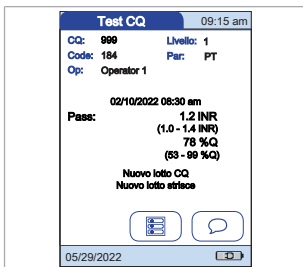 Test CQ 09:15 am
CQ: 999 Livello: 1
Code: 184 Par: PT
Op: Operator 1
02/10/2022 08:30 am
Pass: 1.2 INR
(1.0 - 1.4 INR)
78 %Q
(53 - 99 %Q)
Nuovo lotto CQ
Nuovo lotto strisce
05/29/2022